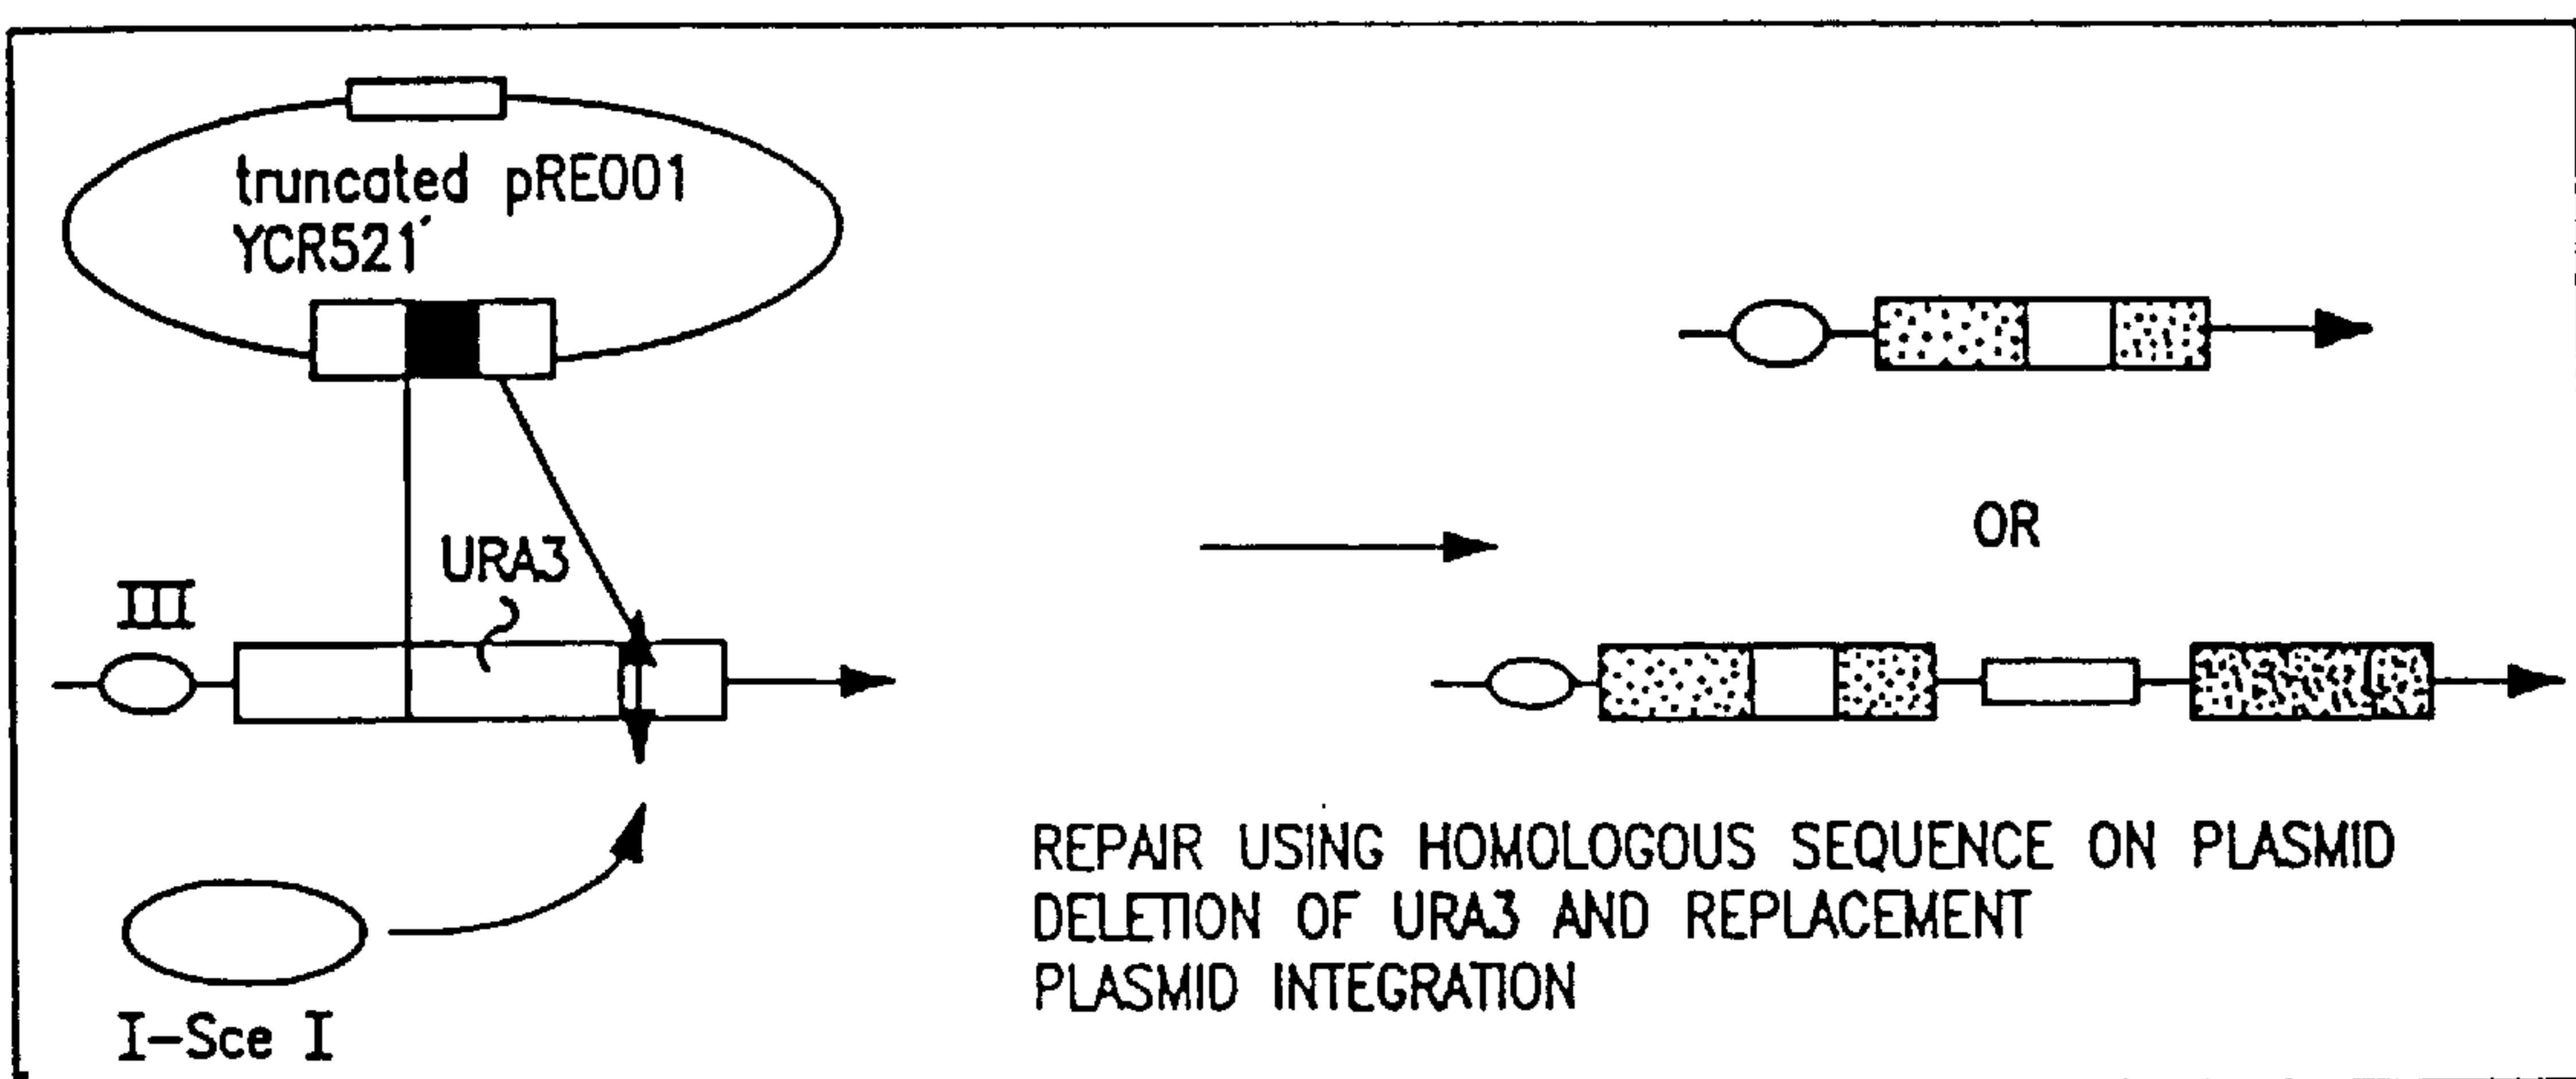 truncated pRE001
YCR521´
URA3
III
I-Sce I
OR
REPAIR USING HOMOLOGOUS SEQUENCE ON PLASMID
DELETION OF URA3 AND REPLACEMENT
PLASMID INTEGRATION